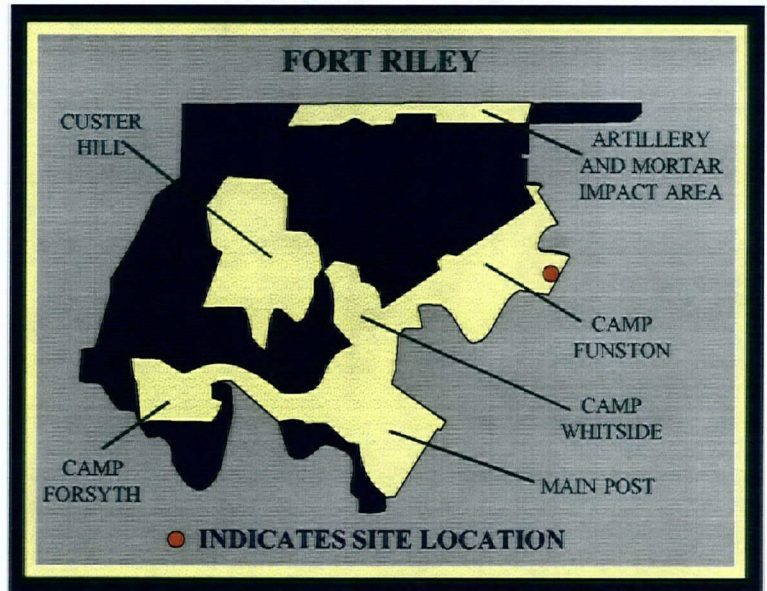 FORT RILEY
CUSTER
HILL
ARTILLERY
AND MORTAR
IMPACT AREA
CAMP
FUNSTON
CAMP
WHITSIDE
MAIN POST
CAMP
FORSYTH
INDICATES SITE LOCATION